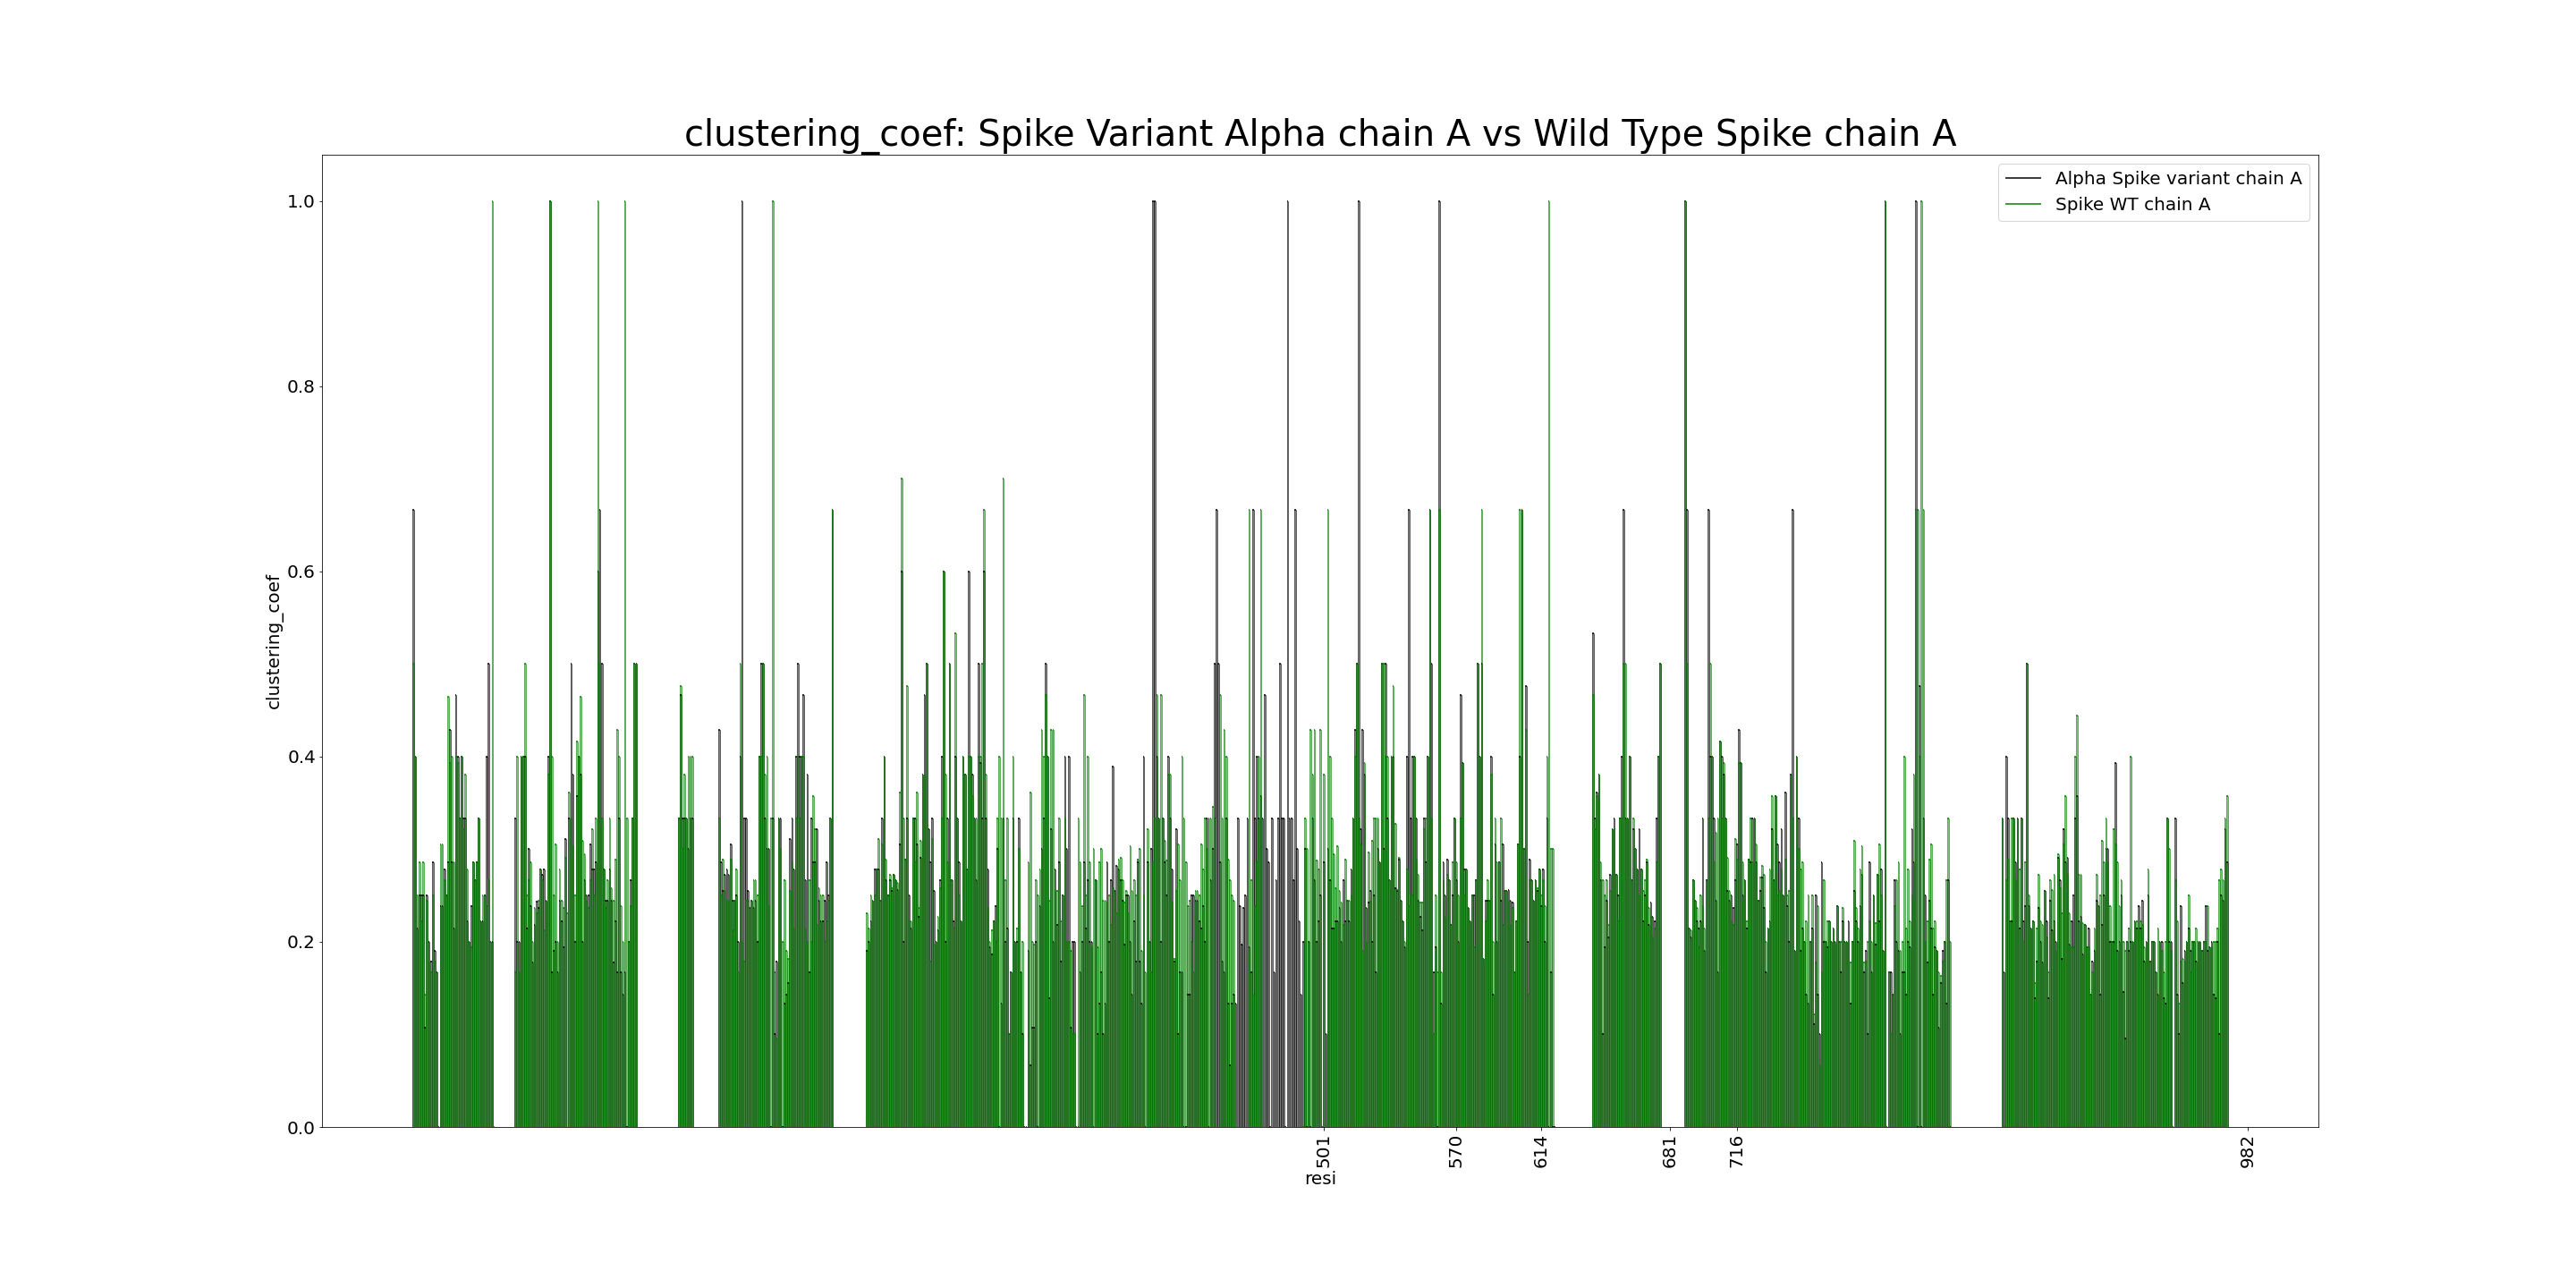 clustering_coef: Spike Variant Alpha chain A vs Wild Type Spike chain A
Alpha Spike variant chain A
Spike WT chain A
1.0
0.8
0.6
0.4
0.2
0.0
clustering_coef
501
570
614
681
716
982
resi